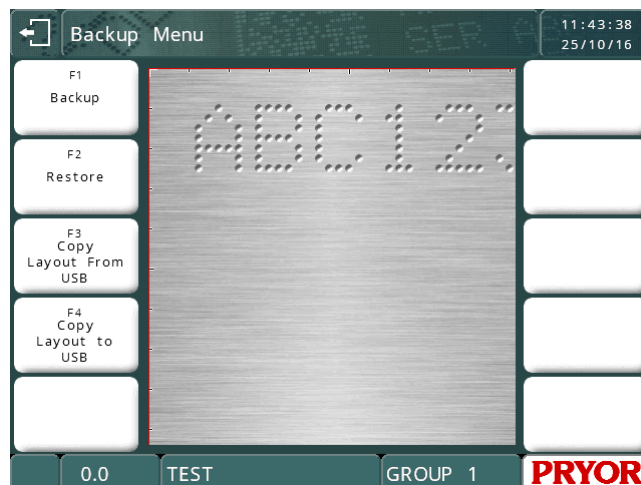 Backup Menu
11:43:38
25/10/16
F1
Backup
F2
Restore
F3
Copy
Layout From
USB
F4
Copy
Layout to
USB
ABC123
0.0
TEST
GROUP 1
PRYOR